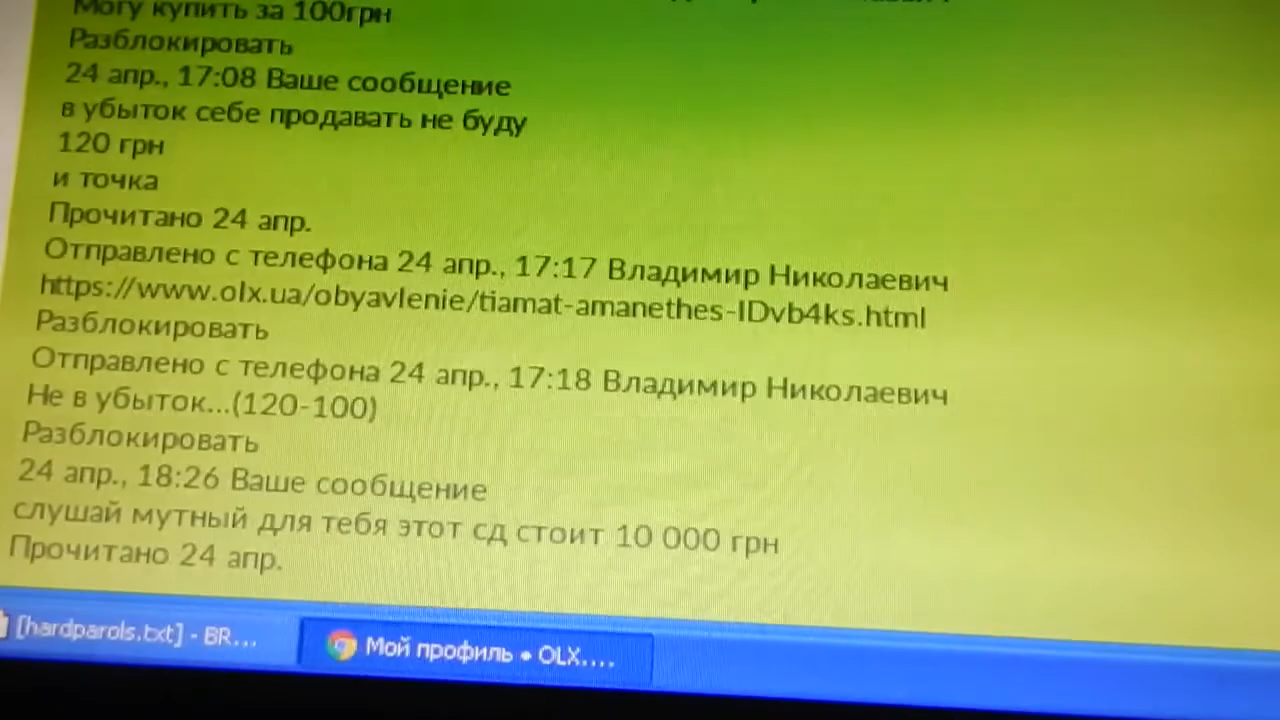 Могу купить за 100грн
Разблокировать
24 апр., 17:08 Ваше сообщение
в убыток себе продавать не буду
120 грн
и точка
Прочитано 24 апр.
Отправлено с телефона 24 апр., 17:17 Владимир Николаевич
https://www.olx.ua/obyavlenie/tiamat-amanethes-IDvb4ks.html
Разблокировать
Отправлено с телефона 24 апр., 17:18 Владимир Николаевич
Не в убыток...(120-100)
Разблокировать
24 апр., 18:26 Ваше сообщение
слушай мутный для тебя этот сд стоит 10 000 грн
Прочитано 24 апр.
[hardparols.txt] - BR...
Мой профиль • OLX....